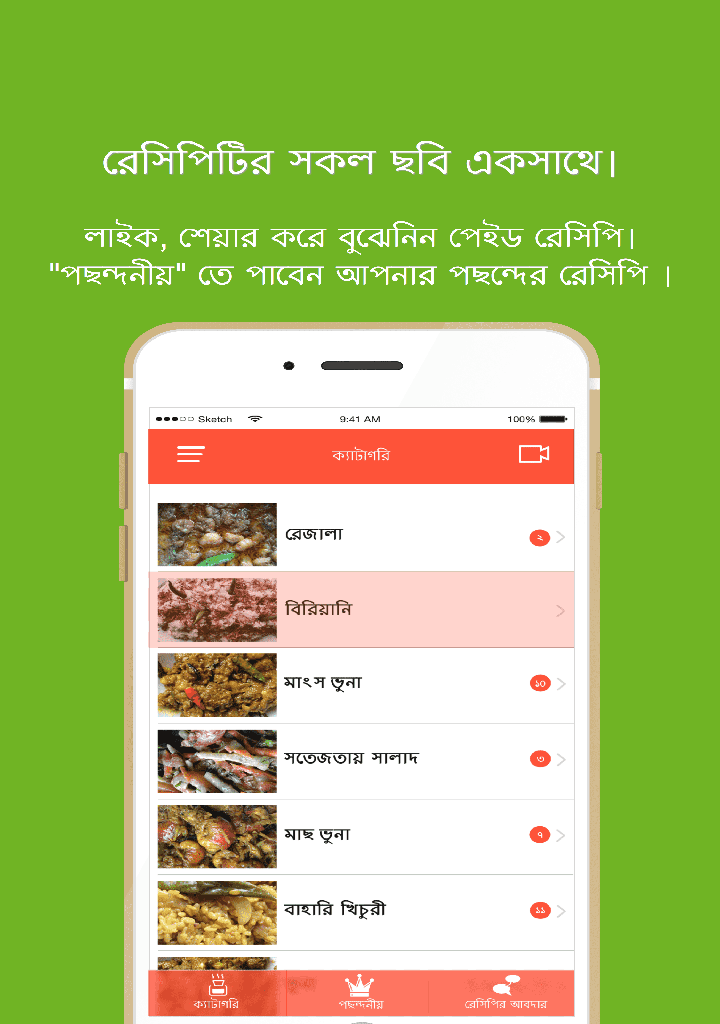 রেসিপিটির সকল ছবি একসাথে।
লাইক, শেয়ার করে বুঝেনিন পেইড রেসিপি।
"পছন্দনীয়" তে পাবেন আপনার পছন্দের রেসিপি ।
Sketch 9:41 AM 100%
ক্যাটাগরি
রেজালা ২
বিরিয়ানি
মাংস ভুনা ১০
সতেজতায় সালাদ ৩
মাছ ভুনা ৭
বাহারি খিচুরী ১১
ক্যাটাগরি পছন্দনীয় রেসিপির আবদার